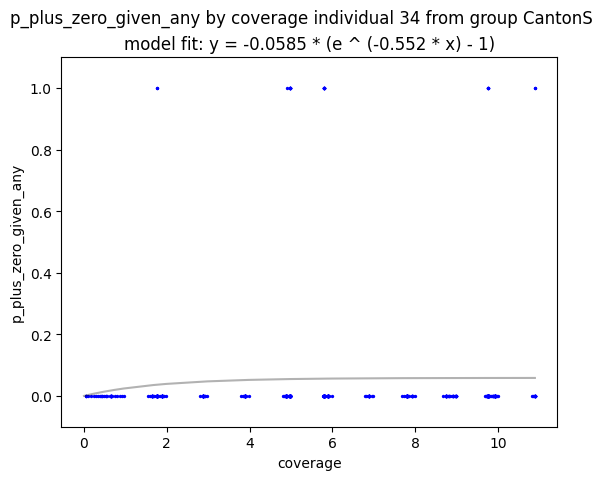 p_plus_zero_given_any by coverage individual 34 from group CantonS
model fit: y = -0.0585 * (e ^ (-0.552 * x) - 1)
1.0
0.8
0.6
0.4
0.2
0.0
p_plus_zero_given_any
0 2 4 6 8 10
coverage